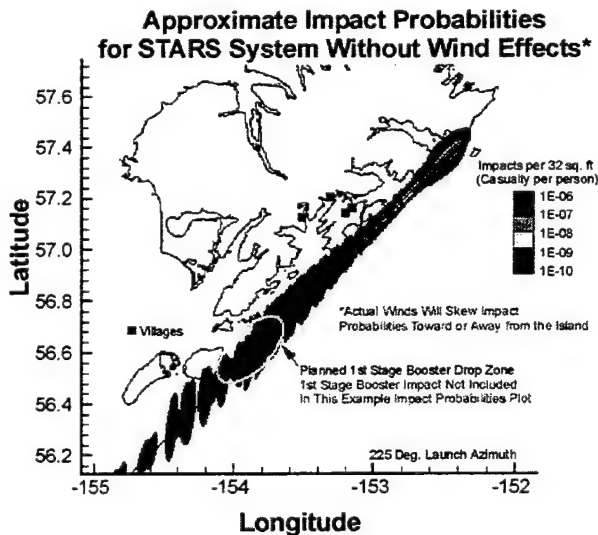 Approximate Impact Probabilities
for STARS System Without Wind Effects*
57.6
57.4
57.2
57.0
56.8
56.6
56.4
56.2
Latitude
Impacts per 32 sq. ft
(Casualty per person)
1E-06
1E-07
1E-08
1E-09
1E-10
*Actual Winds Will Skew Impact
Probabilities Toward or Away from the Island
Villages
Planned 1st Stage Booster Drop Zone
1st Stage Booster Impact Not Included
In This Example Impact Probabilities Plot
225 Deg. Launch Azimuth
-155
-154
-153
-152
Longitude